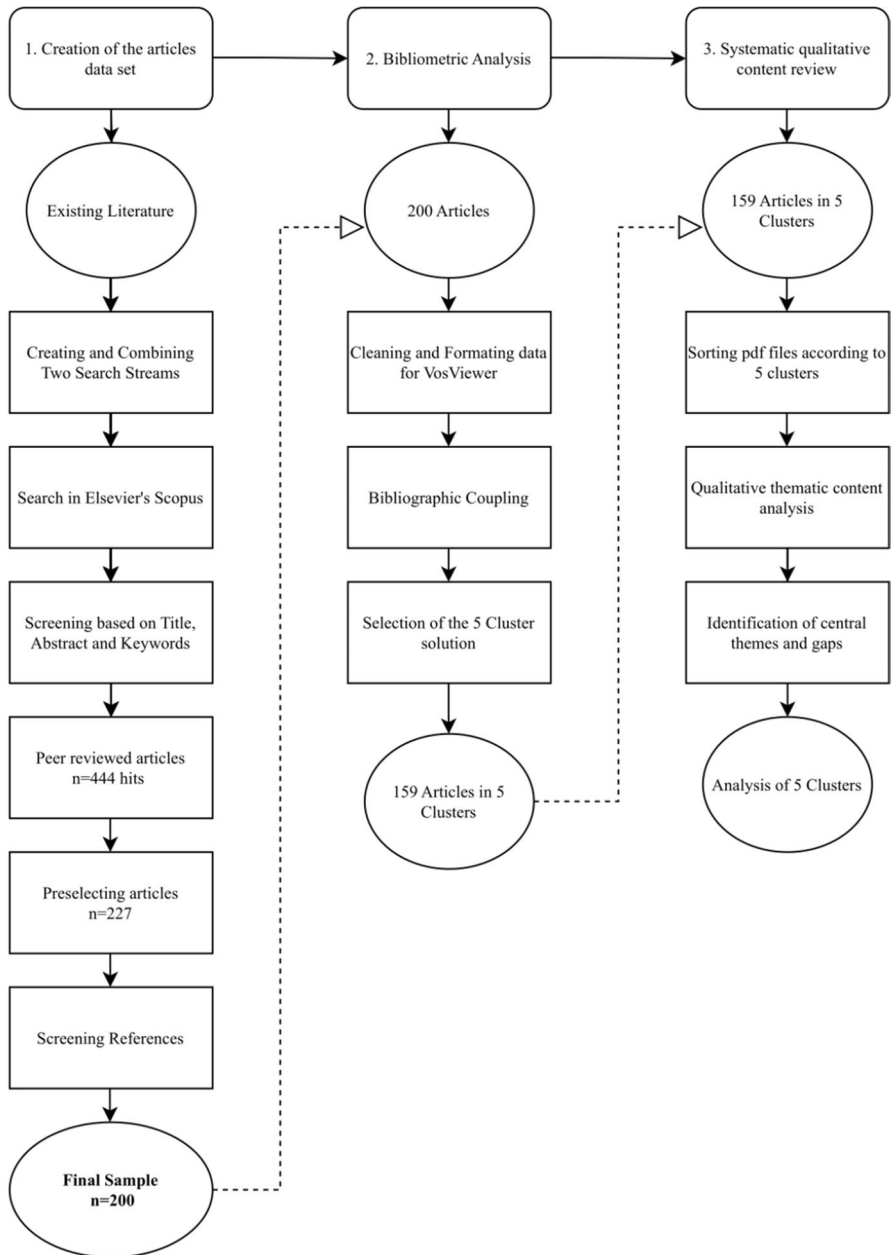 1. Creation of the articles
data set
2. Bibliometric Analysis
3. Systematic qualitative
content review
Existing Literature
Creating and Combining
Two Search Streams
Search in Elsevier's Scopus
Screening based on Title,
Abstract and Keywords
Peer reviewed articles
n=444 hits
Preselecting articles
n=227
Screening References
Final Sample
n=200
200 Articles
Cleaning and Formating data
for VosViewer
Bibliographic Coupling
Selection of the 5 Cluster
solution
159 Articles in 5
Clusters
159 Articles in 5
Clusters
Sorting pdf files according to
5 clusters
Qualitative thematic content
analysis
Identification of central
themes and gaps
Analysis of 5 Clusters